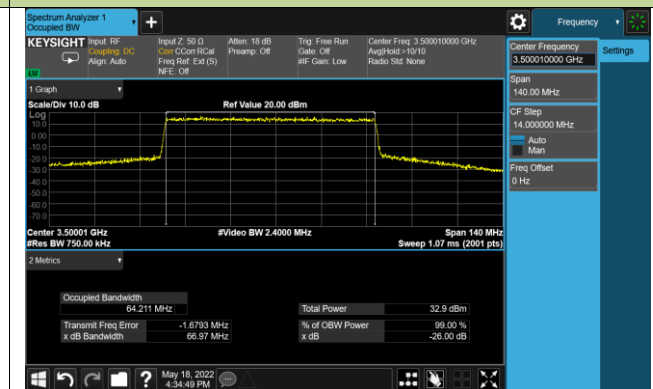 Spectrum Analyzer 1
Occupied BW
+
Frequency
KEYSIGHT
Input: RF
Coupling: DC
Align: Auto
Input Z: 50 Ω
Corr CCorr RCal
Freq Ref: Ext (S)
NFE: Off
Atten: 18 dB
Preamp: Off
Trig: Free Run
Gate: Off
#IF Gain: Low
Center Freq: 3.500010000 GHz
Avg|Hold:>10/10
Radio Std: None
Center Frequency
3.500010000 GHz
Settings
Span
140.00 MHz
CF Step
14.000000 MHz
Auto
Man
Freq Offset
0 Hz
1 Graph
Scale/Div 10.0 dB
Ref Value 20.00 dBm
Log
10.0
0.00
-10.0
-20.0
-30.0
-40.0
-50.0
-60.0
-70.0
Center 3.50001 GHz
#Video BW 2.4000 MHz
Span 140 MHz
#Res BW 750.00 kHz
Sweep 1.07 ms (2001 pts)
2 Metrics
Occupied Bandwidth
64.211 MHz
Total Power
32.9 dBm
Transmit Freq Error
-1.6793 MHz
% of OBW Power
99.00 %
x dB Bandwidth
66.97 MHz
x dB
-26.00 dB
?
May 18, 2022
4:34:49 PM